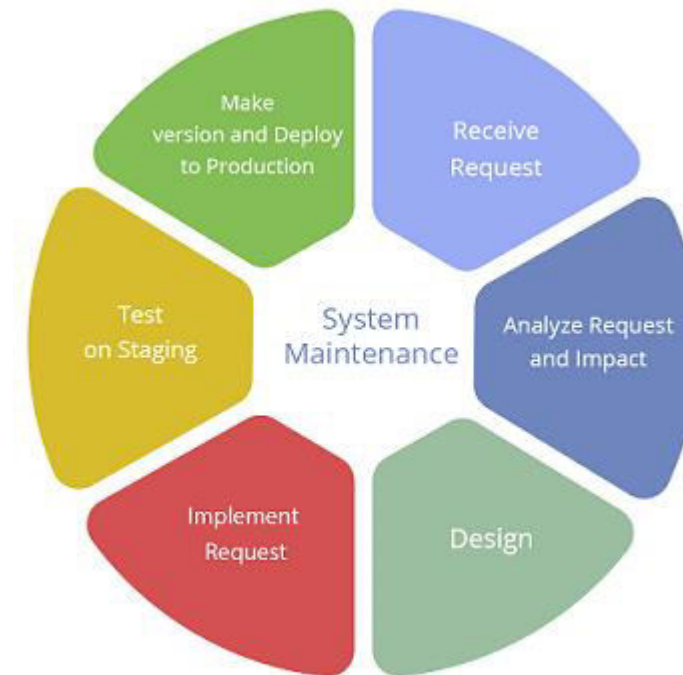 Make
version and Deploy
to Production
Receive
Request
Test
on Staging
System
Maintenance
Analyze Request
and Impact
Implement
Request
Design